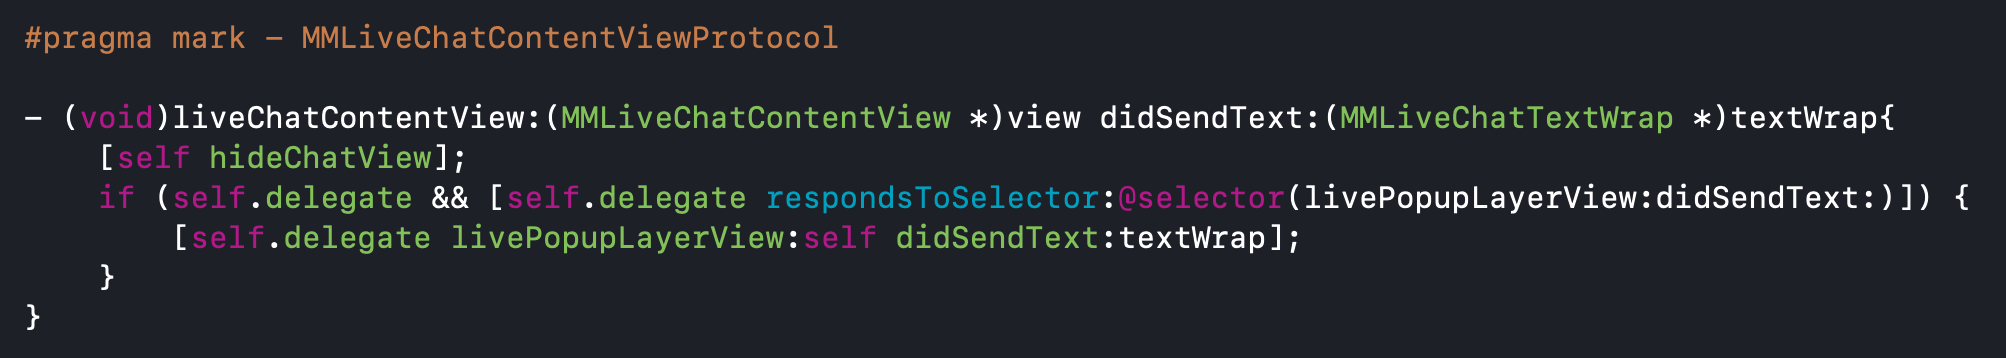 #pragma mark - MMLiveChatContentViewProtocol
- (void)liveChatContentView:(MMLiveChatContentView *)view didSendText:(MMLiveChatTextWrap *)textWrap{
[self hideChatView];
if (self.delegate && [self.delegate respondsToSelector:@selector(livePopupLayerView:didSendText:)]) {
[self.delegate livePopupLayerView:self didSendText:textWrap];
}
}